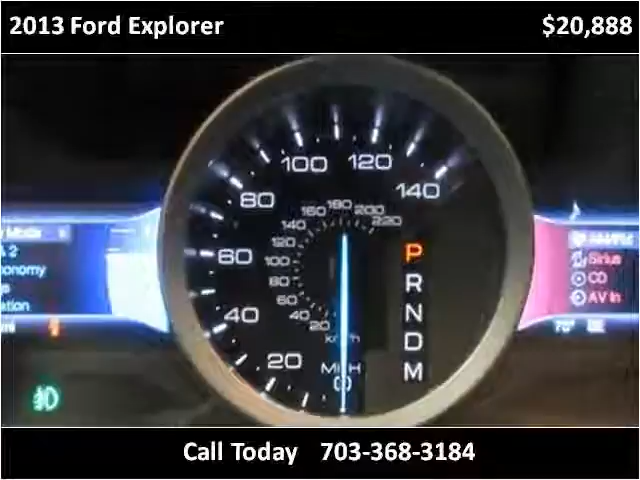 2013 Ford Explorer
$20,888
100
120
80
140
180
160
200
140
220
120
60
100
80
60
40
40
20
km/h
20
MPH
0
P
R
N
D
M
Sirius
CD
AV In
Call Today 703-368-3184